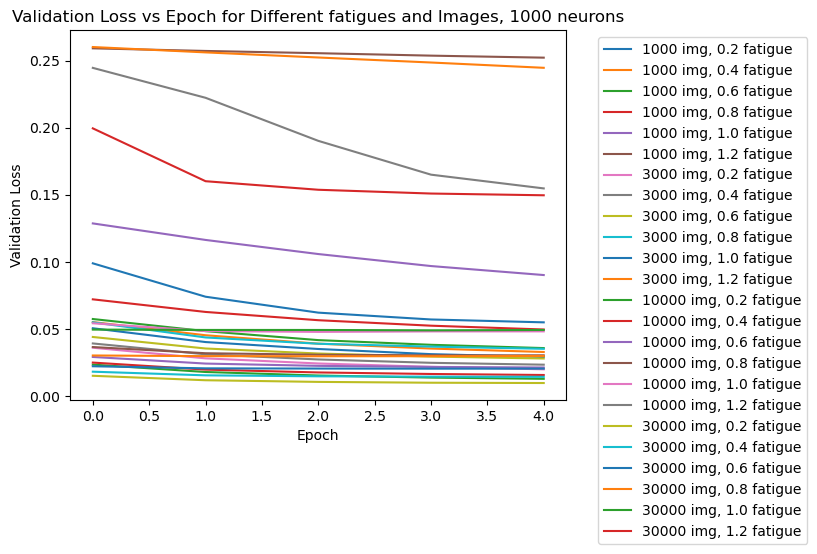 Validation Loss vs Epoch for Different fatigues and Images, 1000 neurons
0.25
0.20
0.15
0.10
0.05
0.00
Validation Loss
0.0 0.5 1.0 1.5 2.0 2.5 3.0 3.5 4.0
Epoch
1000 img, 0.2 fatigue
1000 img, 0.4 fatigue
1000 img, 0.6 fatigue
1000 img, 0.8 fatigue
1000 img, 1.0 fatigue
1000 img, 1.2 fatigue
3000 img, 0.2 fatigue
3000 img, 0.4 fatigue
3000 img, 0.6 fatigue
3000 img, 0.8 fatigue
3000 img, 1.0 fatigue
3000 img, 1.2 fatigue
10000 img, 0.2 fatigue
10000 img, 0.4 fatigue
10000 img, 0.6 fatigue
10000 img, 0.8 fatigue
10000 img, 1.0 fatigue
10000 img, 1.2 fatigue
30000 img, 0.2 fatigue
30000 img, 0.4 fatigue
30000 img, 0.6 fatigue
30000 img, 0.8 fatigue
30000 img, 1.0 fatigue
30000 img, 1.2 fatigue